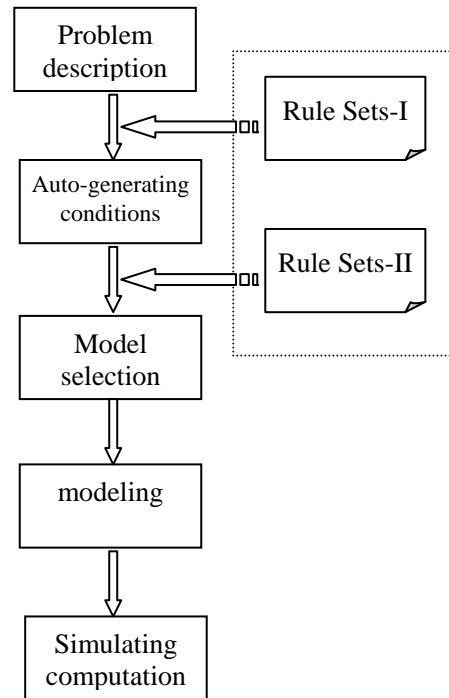 Problem
description
Rule Sets-I
Auto-generating
conditions
Rule Sets-II
Model
selection
modeling
Simulating
computation